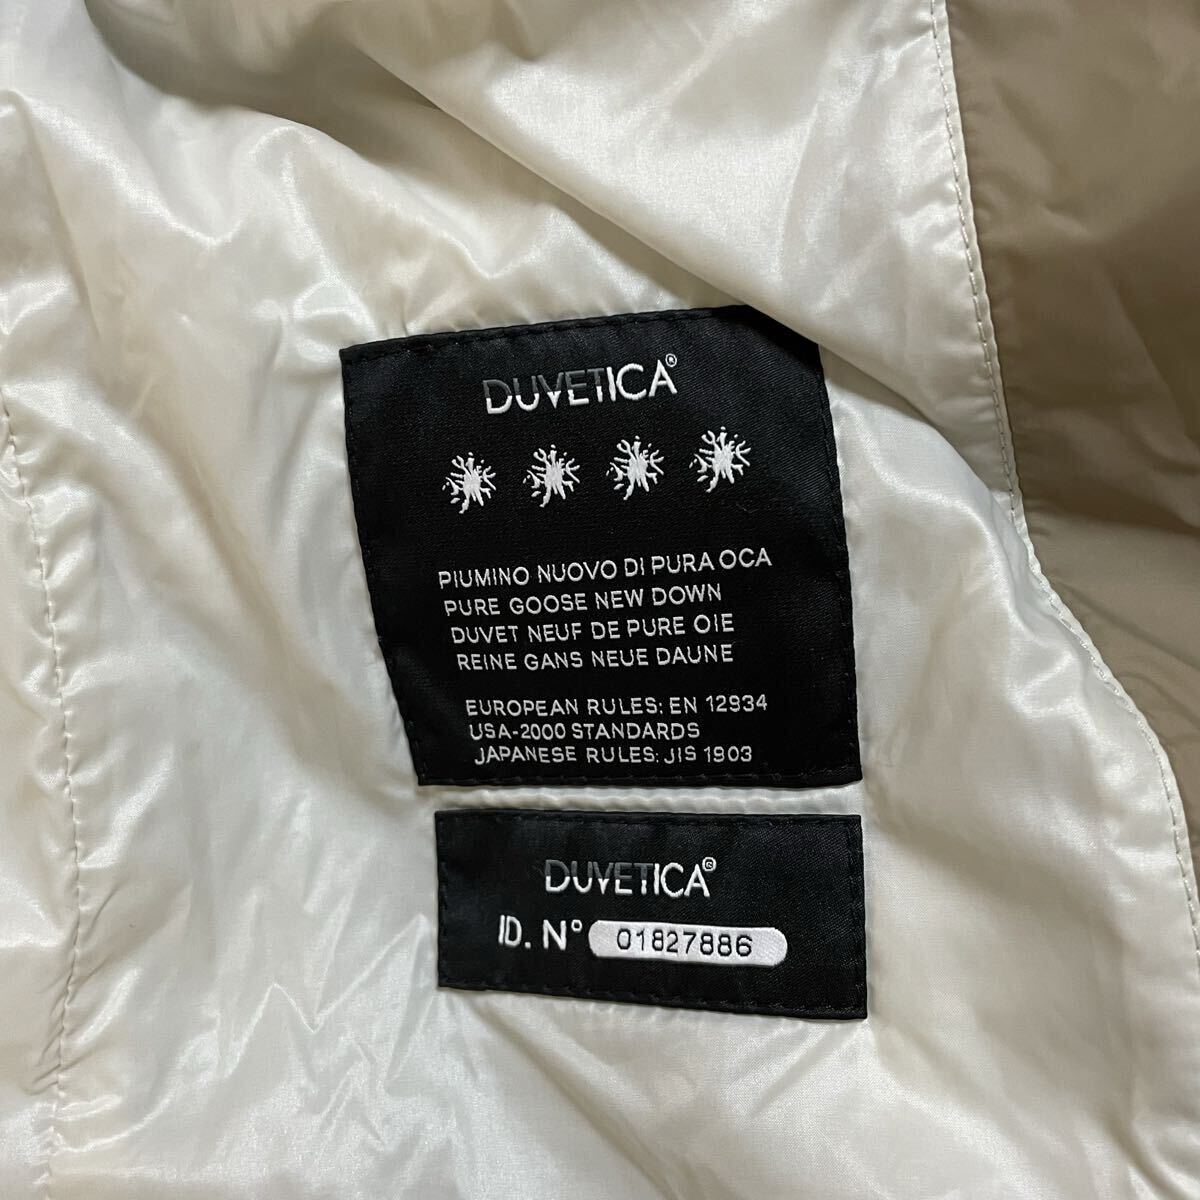 DUVETICA®
PIUMINO NUOVO DI PURA OCA
PURE GOOSE NEW DOWN
DUVET NEUF DE PURE OIE
REINE GANS NEUE DAUNE
EUROPEAN RULES: EN 12934
USA-2000 STANDARDS
JAPANESE RULES: JIS 1903
DUVETICA®
ID. N° 01827886